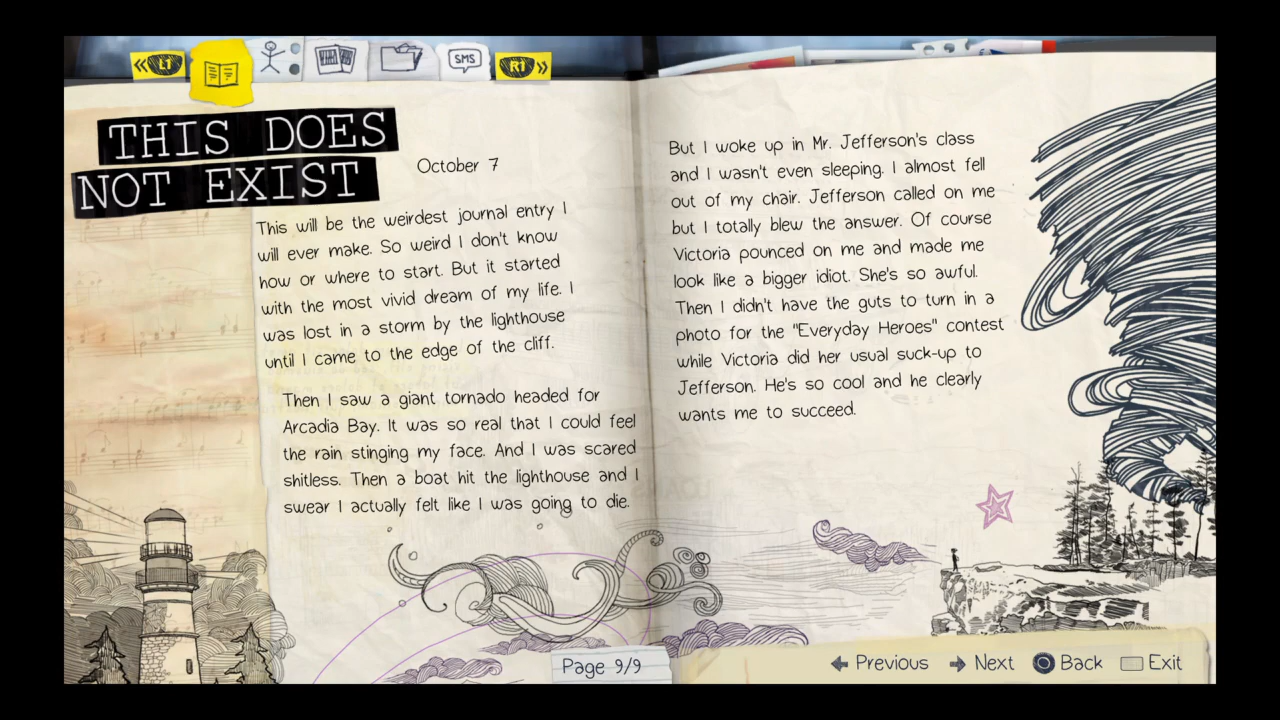 LT
SMS
R1
THIS DOES
NOT EXIST
October 7
This will be the weirdest journal entry I
will ever make. So weird I don't know
how or where to start. But it started
with the most vivid dream of my life. I
was lost in a storm by the lighthouse
until I came to the edge of the cliff.
Then I saw a giant tornado headed for
Arcadia Bay. It was so real that I could feel
the rain stinging my face. And I was scared
shitless. Then a boat hit the lighthouse and I
swear I actually felt like I was going to die.
But I woke up in Mr. Jefferson's class
and I wasn't even sleeping. I almost fell
out of my chair. Jefferson called on me
but I totally blew the answer. Of course
Victoria pounced on me and made me
look like a bigger idiot. She's so awful.
Then I didn't have the guts to turn in a
photo for the "Everyday Heroes" contest
while Victoria did her usual suck-up to
Jefferson. He's so cool and he clearly
wants me to succeed.
Page 9/9
Previous Next Back Exit